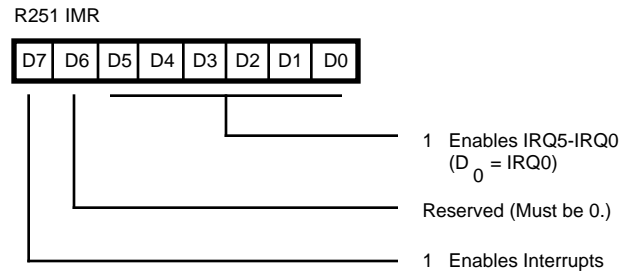 R251 IMR
D7 D6 D5 D4 D3 D2 D1 D0
1 Enables IRQ5-IRQ0
(D0 = IRQ0)
Reserved (Must be 0.)
1 Enables Interrupts